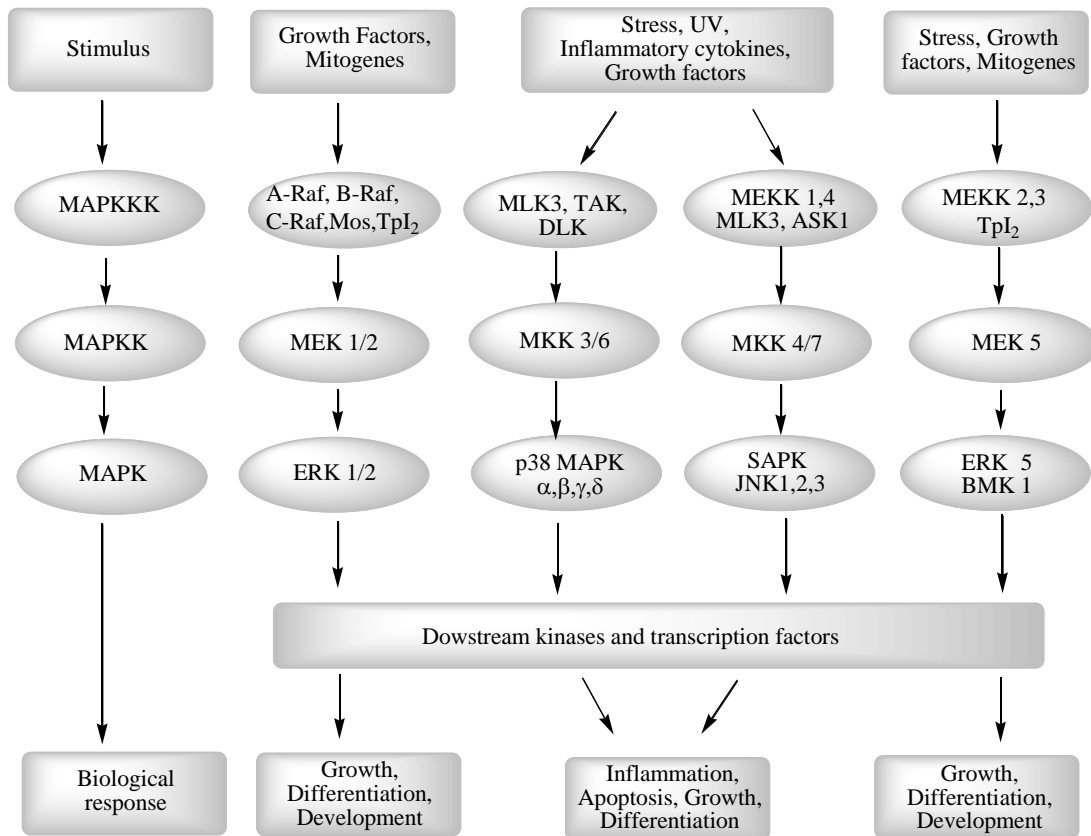 Stimulus
Growth Factors,
Mitogenes
Stress, UV,
Inflammatory cytokines,
Growth factors
Stress, Growth
factors, Mitogenes
MAPKKK
A-Raf, B-Raf,
C-Raf,Mos,TpI₂
MLK3, TAK,
DLK
MEKK 1,4
MLK3, ASK1
MEKK 2,3
TpI₂
MAPKK
MEK 1/2
MKK 3/6
MKK 4/7
MEK 5
MAPK
ERK 1/2
p38 MAPK
α,β,γ,δ
SAPK
JNK1,2,3
ERK 5
BMK 1
Dowstream kinases and transcription factors
Biological
response
Growth,
Differentiation,
Development
Inflammation,
Apoptosis, Growth,
Differentiation
Growth,
Differentiation,
Development